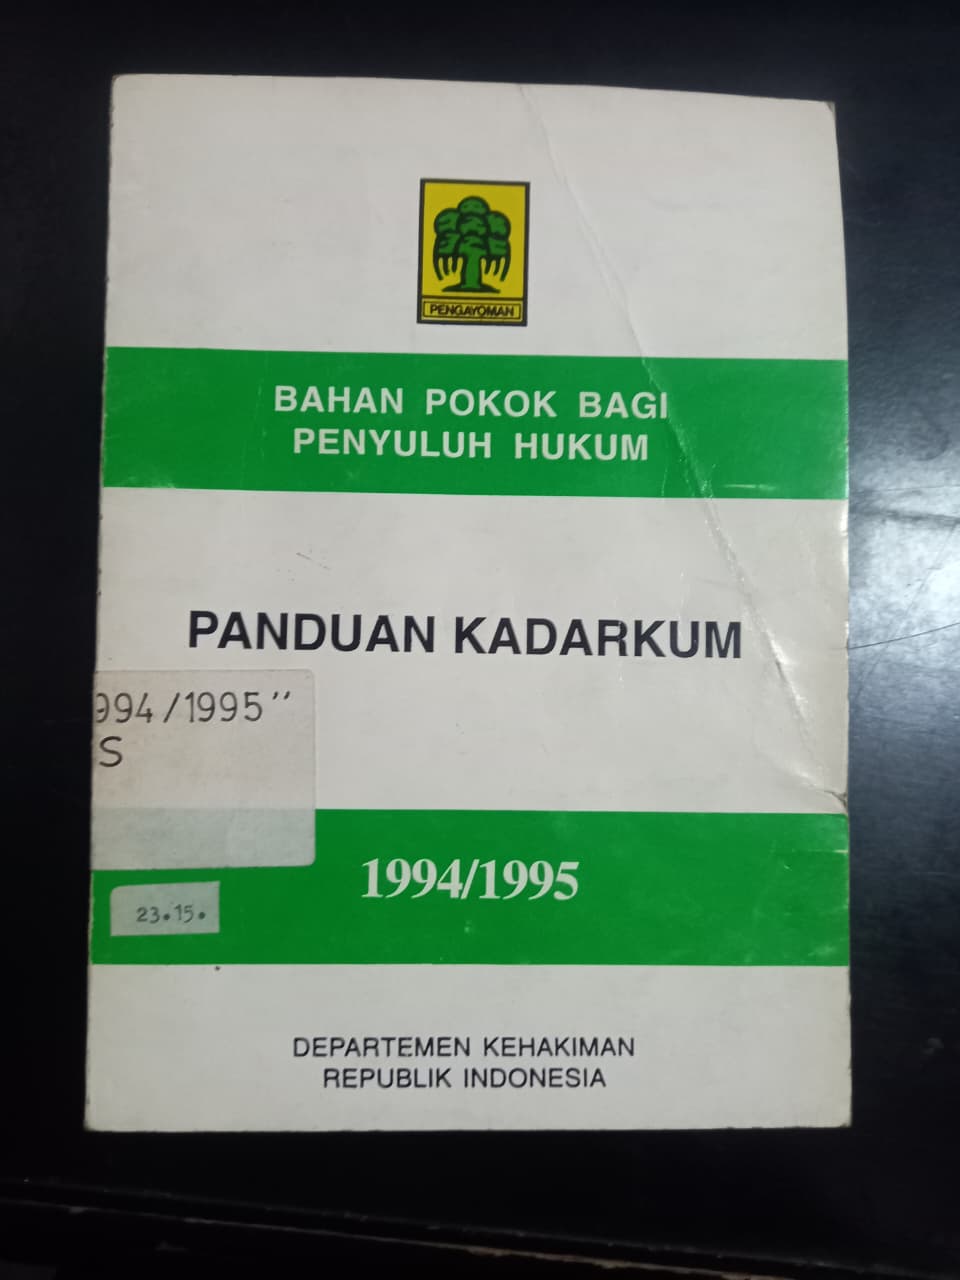 PENGAYOMAN
BAHAN POKOK BAGI
PENYULUH HUKUM
PANDUAN KADARKUM
994/1995"
S
1994/1995
23.15.
DEPARTEMEN KEHAKIMAN
REPUBLIK INDONESIA